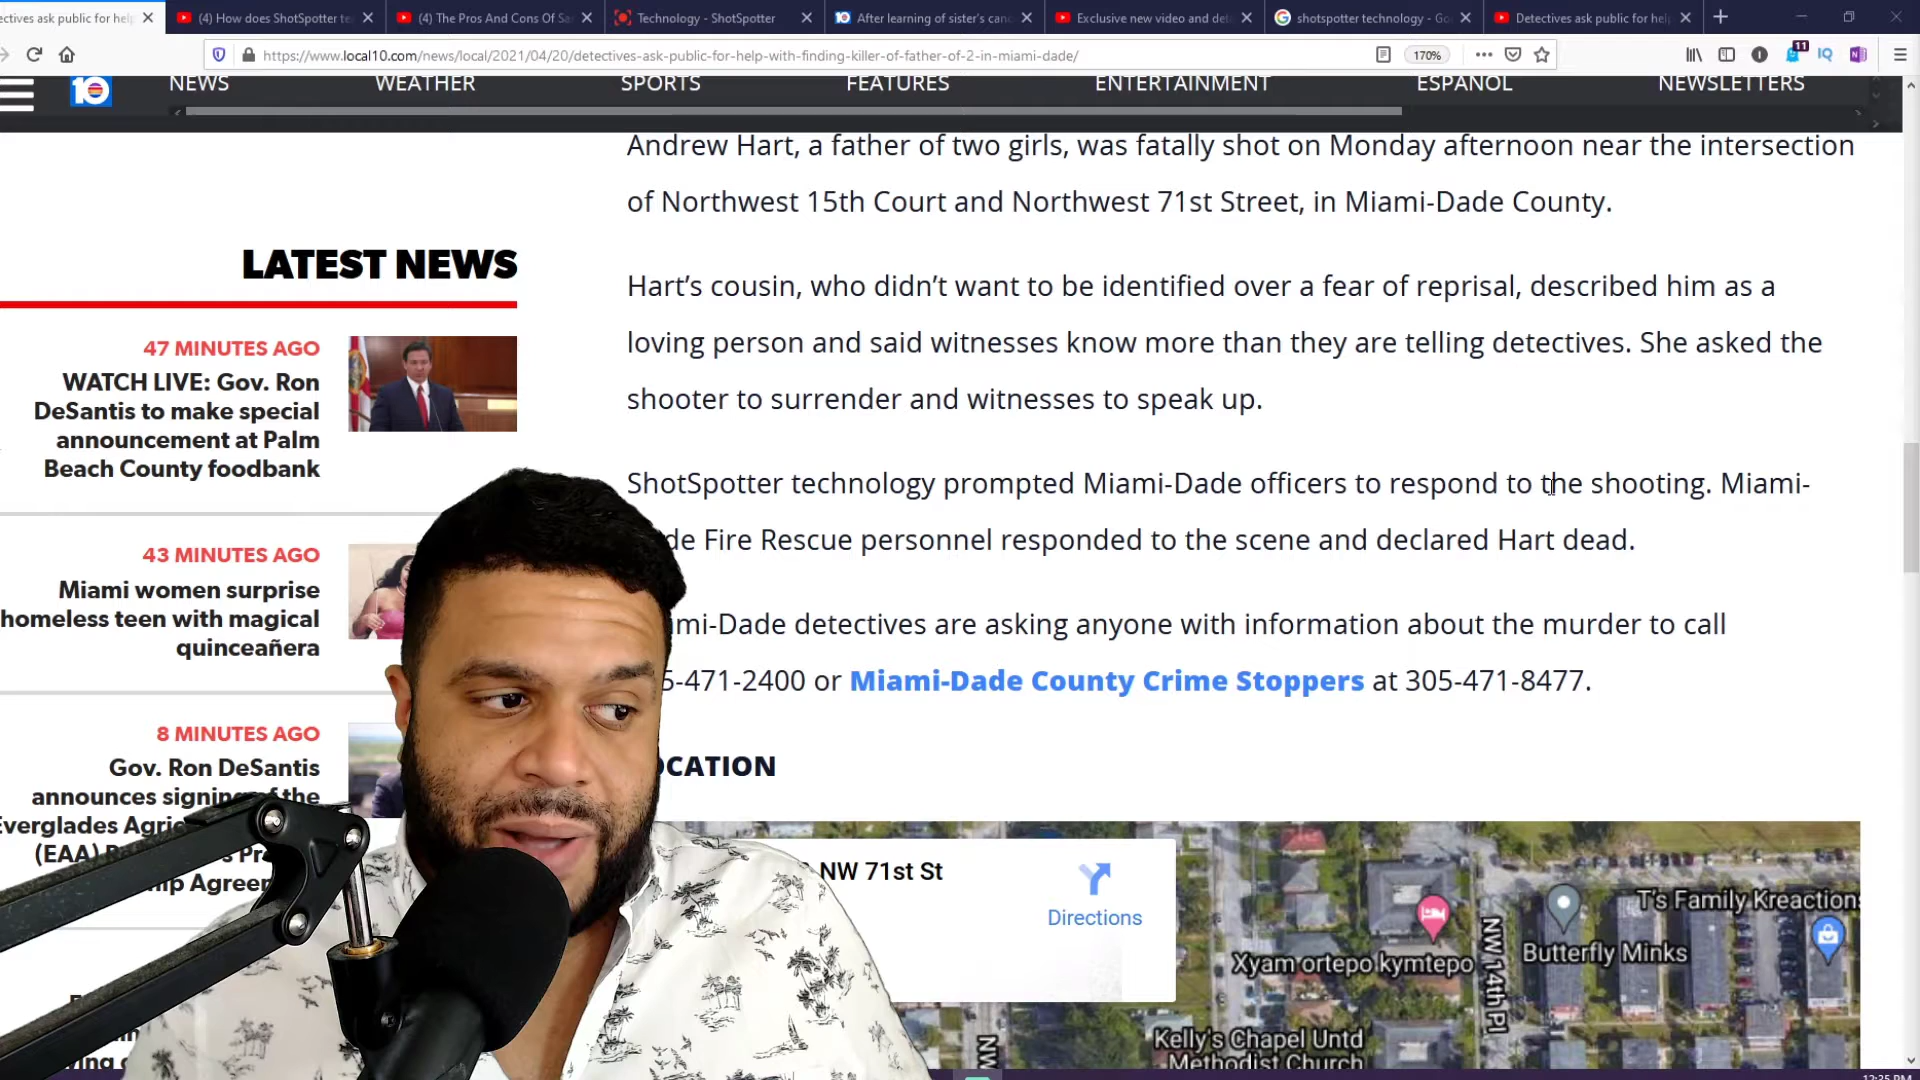 ectives ask public for help
(4) How does ShotSpotter te
(4) The Pros And Cons Of Sa
Technology - ShotSpotter
After learning of sister's canc
Exclusive new video and det
shotspotter technology - Go
Detectives ask public for help
https://www.local10.com/news/local/2021/04/20/detectives-ask-public-for-help-with-finding-killer-of-father-of-2-in-miami-dade/
170%
11
IQ
10
NEWS
WEATHER
SPORTS
FEATURES
ENTERTAINMENT
ESPANOL
NEWSLETTERS
Andrew Hart, a father of two girls, was fatally shot on Monday afternoon near the intersection
of Northwest 15th Court and Northwest 71st Street, in Miami-Dade County.
Hart’s cousin, who didn’t want to be identified over a fear of reprisal, described him as a
loving person and said witnesses know more than they are telling detectives. She asked the
shooter to surrender and witnesses to speak up.
ShotSpotter technology prompted Miami-Dade officers to respond to the shooting. Miami-
de Fire Rescue personnel responded to the scene and declared Hart dead.
mi-Dade detectives are asking anyone with information about the murder to call
5-471-2400 or Miami-Dade County Crime Stoppers at 305-471-8477.
OCATION
LATEST NEWS
47 MINUTES AGO
WATCH LIVE: Gov. Ron
DeSantis to make special
announcement at Palm
Beach County foodbank
43 MINUTES AGO
Miami women surprise
homeless teen with magical
quinceañera
8 MINUTES AGO
Gov. Ron DeSantis
announces signing of the
Everglades Agric
(EAA)
Agree
NW 71st St
Directions
Xyam ortepo kymtepo
NW 14th Pl
Butterfly Minks
T's Family Kreactions
Kelly's Chapel Untd
Methodist Church
NW
12:35 PM